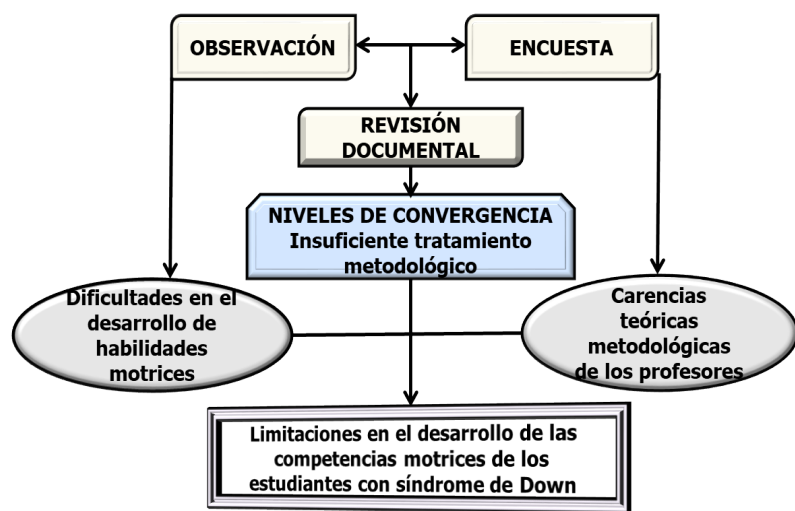 OBSERVACIÓN
ENCUESTA
REVISIÓN
DOCUMENTAL
NIVELES DE CONVERGENCIA
Insuficiente tratamiento
metodológico
Dificultades en el
desarrollo de
habilidades
motrices
Carencias
teóricas
metodológicas
de los profesores
Limitaciones en el desarrollo de las
competencias motrices de los
estudiantes con síndrome de Down